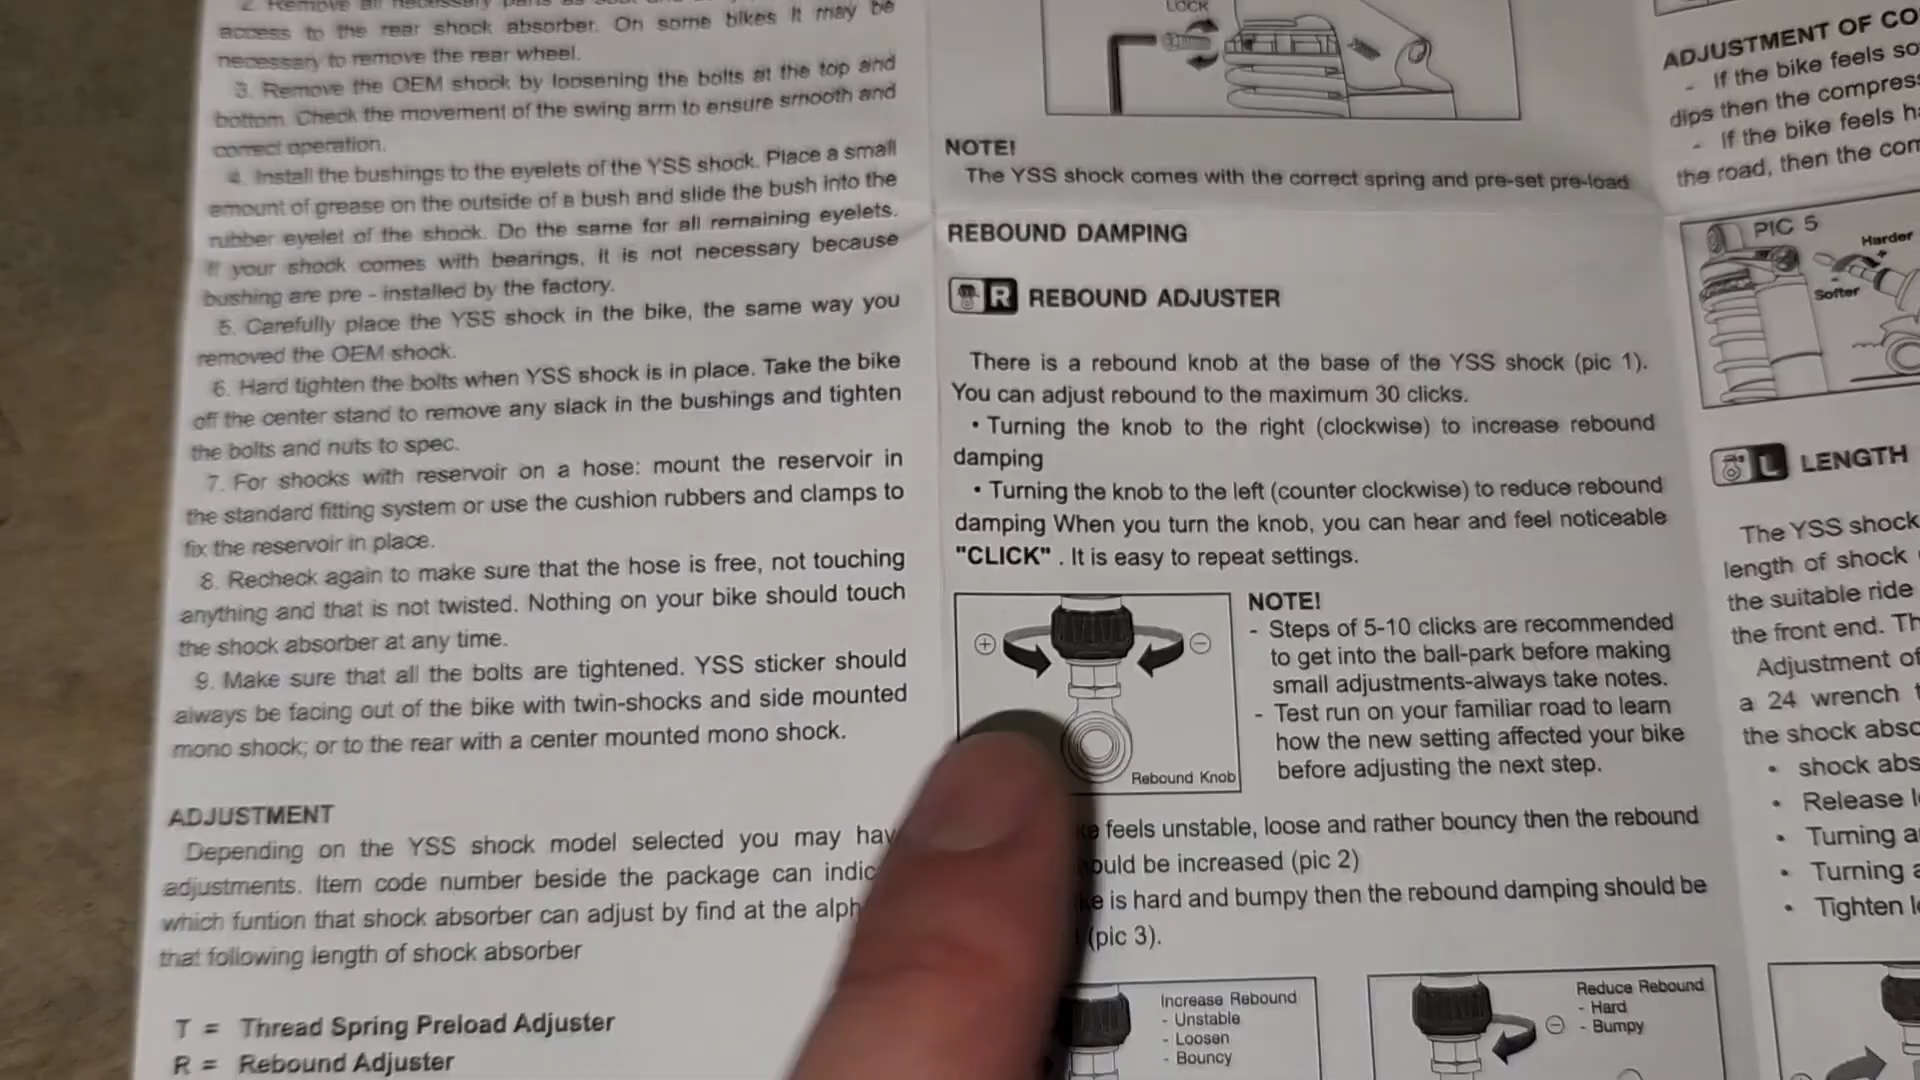 2. Remove all necessary parts as seat and
access to the rear shock absorber. On some bikes it may be
necessary to remove the rear wheel.
3. Remove the OEM shock by loosening the bolts at the top and
bottom. Check the movement of the swing arm to ensure smooth and
correct operation.
4. Install the bushings to the eyelets of the YSS shock. Place a small
amount of grease on the outside of a bush and slide the bush into the
rubber eyelet of the shock. Do the same for all remaining eyelets.
If your shock comes with bearings, it is not necessary because
bushing are pre - installed by the factory.
5. Carefully place the YSS shock in the bike, the same way you
removed the OEM shock.
6. Hard tighten the bolts when YSS shock is in place. Take the bike
off the center stand to remove any slack in the bushings and tighten
the bolts and nuts to spec.
7. For shocks with reservoir on a hose: mount the reservoir in
the standard fitting system or use the cushion rubbers and clamps to
fix the reservoir in place.
8. Recheck again to make sure that the hose is free, not touching
anything and that is not twisted. Nothing on your bike should touch
the shock absorber at any time.
9. Make sure that all the bolts are tightened. YSS sticker should
always be facing out of the bike with twin-shocks and side mounted
mono shock; or to the rear with a center mounted mono shock.
ADJUSTMENT
Depending on the YSS shock model selected you may hav
adjustments. Item code number beside the package can indic
which funtion that shock absorber can adjust by find at the alph
that following length of shock absorber
T = Thread Spring Preload Adjuster
R = Rebound Adjuster
LOCK
NOTE!
The YSS shock comes with the correct spring and pre-set pre-load
REBOUND DAMPING
R REBOUND ADJUSTER
There is a rebound knob at the base of the YSS shock (pic 1).
You can adjust rebound to the maximum 30 clicks.
• Turning the knob to the right (clockwise) to increase rebound
damping
• Turning the knob to the left (counter clockwise) to reduce rebound
damping When you turn the knob, you can hear and feel noticeable
"CLICK" . It is easy to repeat settings.
+
−
Rebound Knob
NOTE!
- Steps of 5-10 clicks are recommended
to get into the ball-park before making
small adjustments-always take notes.
- Test run on your familiar road to learn
how the new setting affected your bike
before adjusting the next step.
feels unstable, loose and rather bouncy then the rebound
ould be increased (pic 2)
is hard and bumpy then the rebound damping should be
(pic 3).
Increase Rebound
- Unstable
- Loosen
- Bouncy
Reduce Rebound
- Hard
− - Bumpy
ADJUSTMENT OF CO
- If the bike feels so
dips then the compress
- If the bike feels ha
the road, then the com
PIC 5
Harder
+
-
Softer
L LENGTH
The YSS shock
length of shock
the suitable ride
the front end. Th
Adjustment of
a 24 wrench t
the shock abso
• shock abs
• Release l
• Turning a
• Turning a
• Tighten l